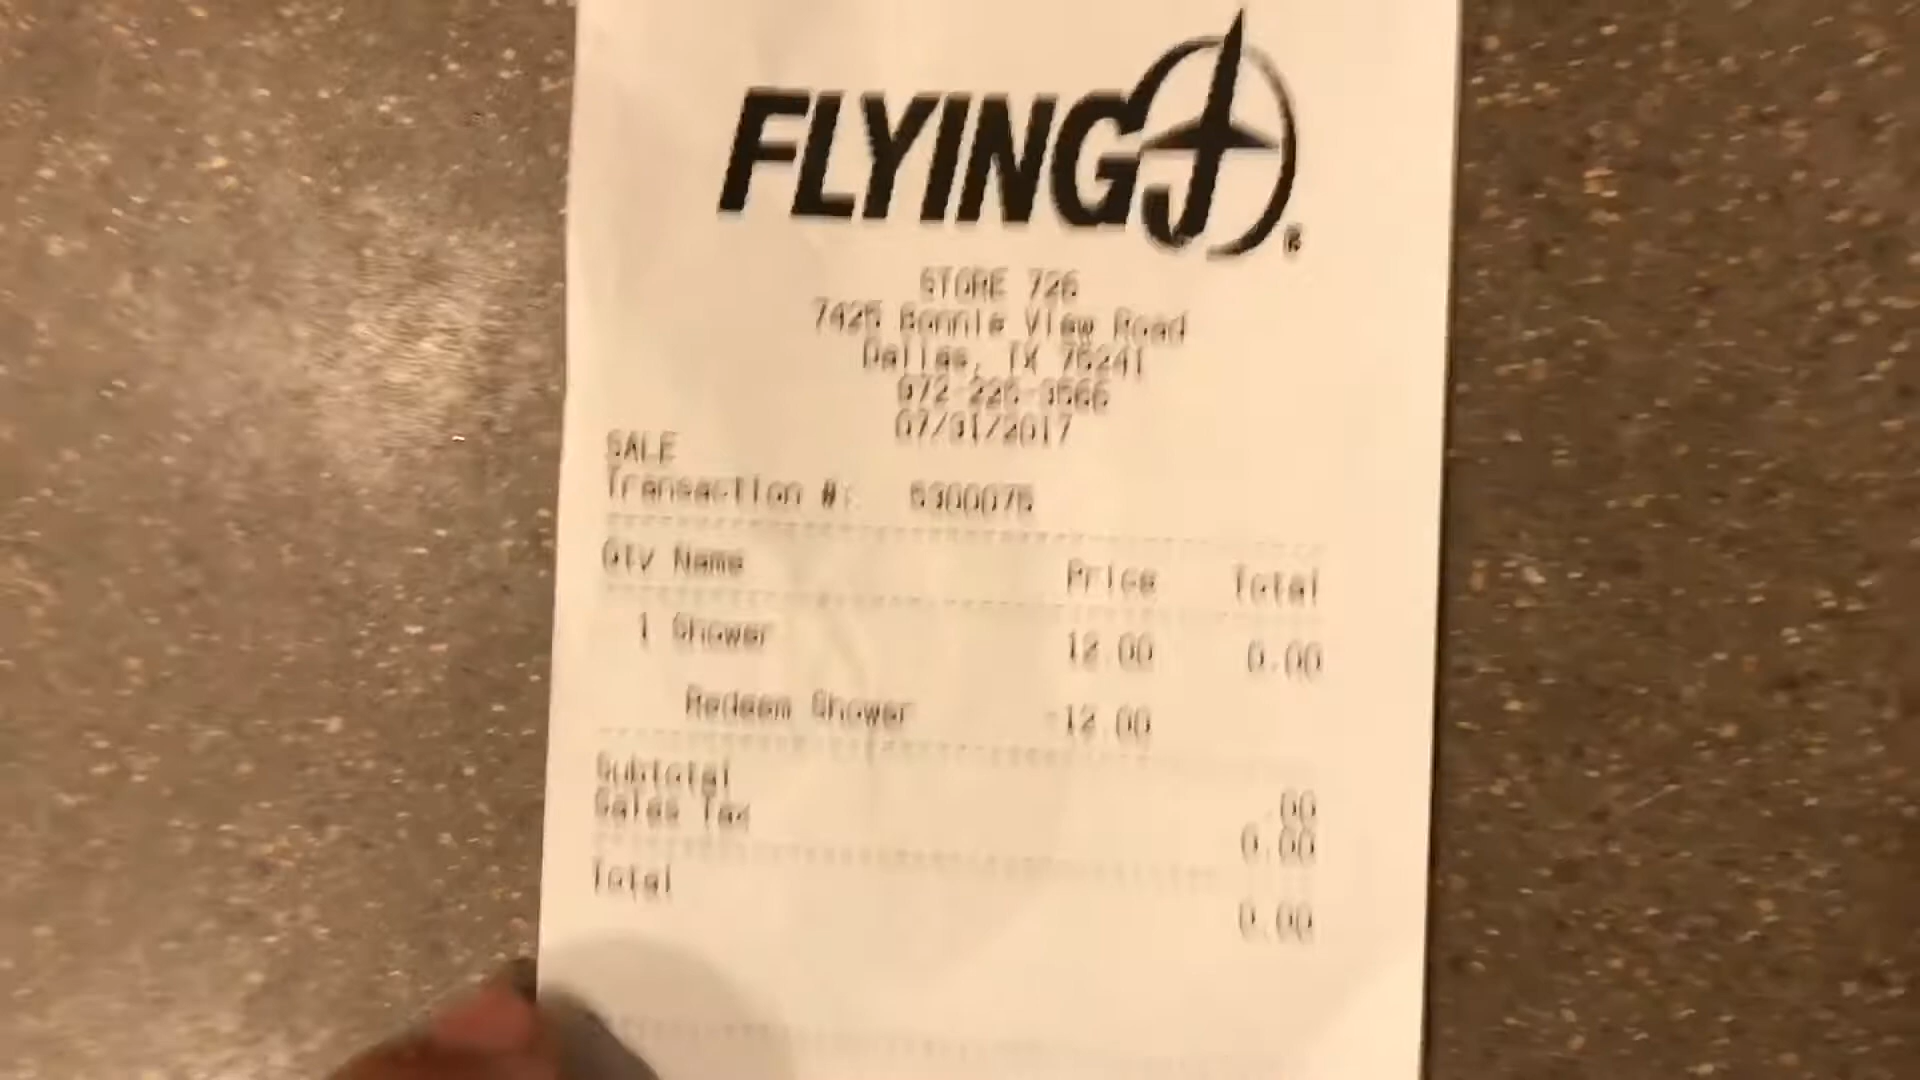 FLYING J®
STORE 726
7425 Bonnie View Road
Dallas, TX 75241
972-225-3566
07/31/2017
SALE
Transaction #: 5300075
Qty Name Price Total
1 Shower 12.00 0.00
Redeem Shower -12.00
Subtotal .00
Sales Tax 0.00
Total 0.00